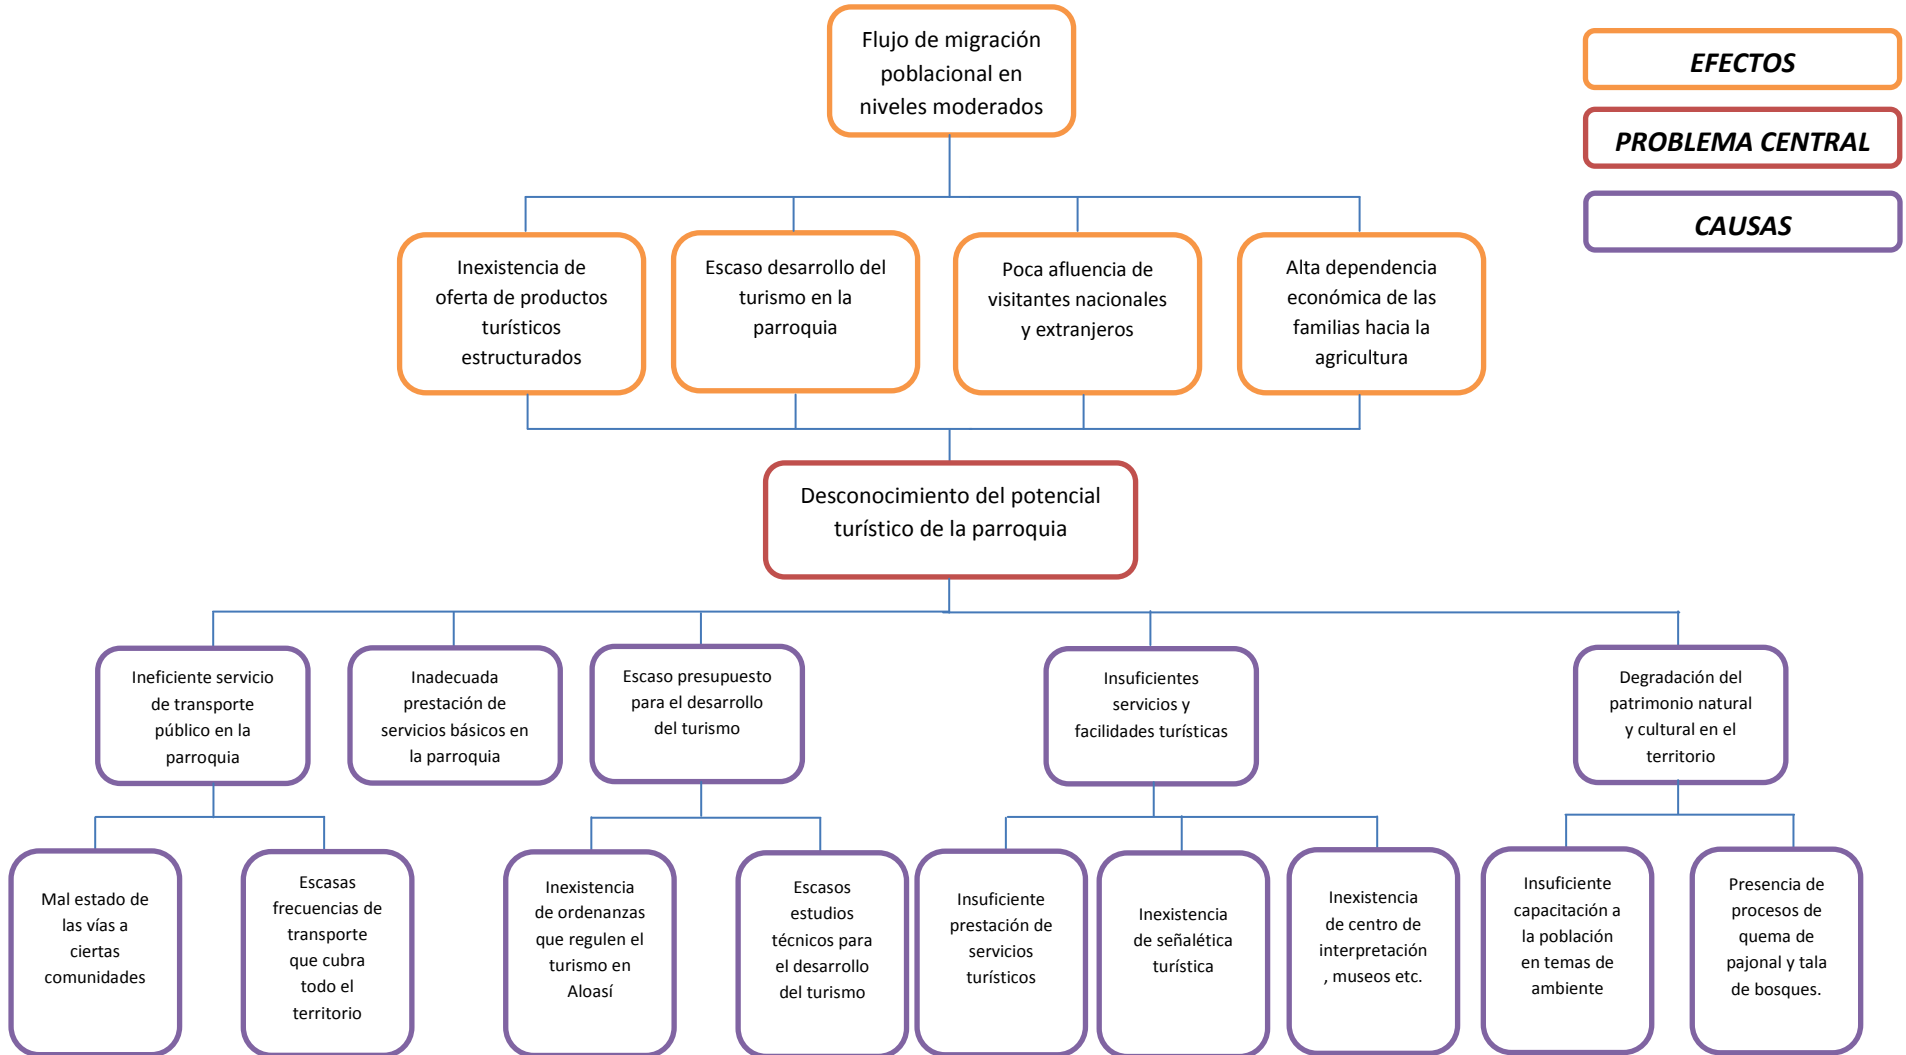 Flujo de migración
poblacional en
niveles moderados
EFECTOS
PROBLEMA CENTRAL
CAUSAS
Inexistencia de
oferta de productos
turísticos
estructurados
Escaso desarrollo del
turismo en la
parroquia
Poca afluencia de
visitantes nacionales
y extranjeros
Alta dependencia
económica de las
familias hacia la
agricultura
Desconocimiento del potencial
turístico de la parroquia
Ineficiente servicio
de transporte
público en la
parroquia
Inadecuada
prestación de
servicios básicos en
la parroquia
Escaso presupuesto
para el desarrollo
del turismo
Insuficientes
servicios y
facilidades turísticas
Degradación del
patrimonio natural
y cultural en el
territorio
Mal estado de
las vías a
ciertas
comunidades
Escasas
frecuencias de
transporte
que cubra
todo el
territorio
Inexistencia
de ordenanzas
que regulen el
turismo en
Aloasí
Escasos
estudios
técnicos para
el desarrollo
del turismo
Insuficiente
prestación de
servicios
turísticos
Inexistencia
de señalética
turística
Inexistencia
de centro de
interpretación
, museos etc.
Insuficiente
capacitación a
la población
en temas de
ambiente
Presencia de
procesos de
quema de
pajonal y tala
de bosques.